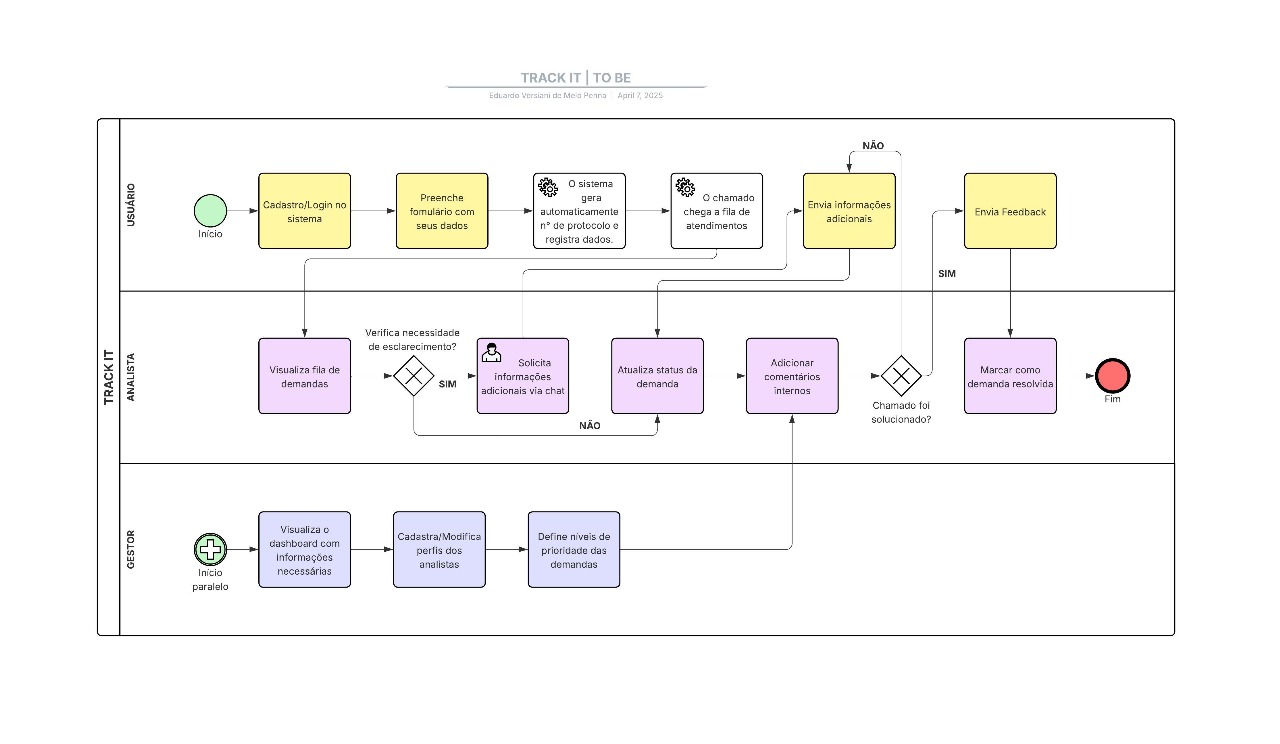 TRACK IT | TO BE
Eduardo Versiani de Melo Penna | April 7, 2025
TRACK IT
USUÁRIO
Início
Cadastro/Login no
sistema
Preenche
fomulário com
seus dados
O sistema
gera
automaticamente
n° de protocolo e
registra dados.
O chamado
chega a fila de
atendimentos
NÃO
Envia informações
adicionais
Envia Feedback
SIM
ANALISTA
Visualiza fila de
demandas
Verifica necessidade
de esclarecimento?
SIM
NÃO
Solicita
informações
adicionais via chat
Atualiza status da
demanda
Adicionar
comentários
internos
Chamado foi
solucionado?
Marcar como
demanda resolvida
Fim
GESTOR
Início
paralelo
Visualiza o
dashboard com
informações
necessárias
Cadastra/Modifica
perfis dos
analistas
Define níveis de
prioridade das
demandas